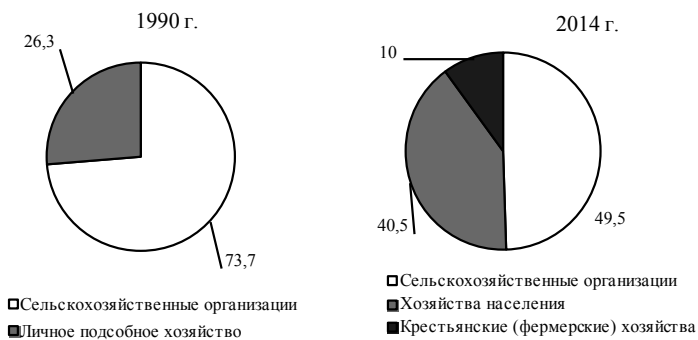 1990 г.
26,3
73,7
Сельскохозяйственные организации
Личное подсобное хозяйство
2014 г.
10
40,5
49,5
Сельскохозяйственные организации
Хозяйства населения
Крестьянские (фермерские) хозяйства